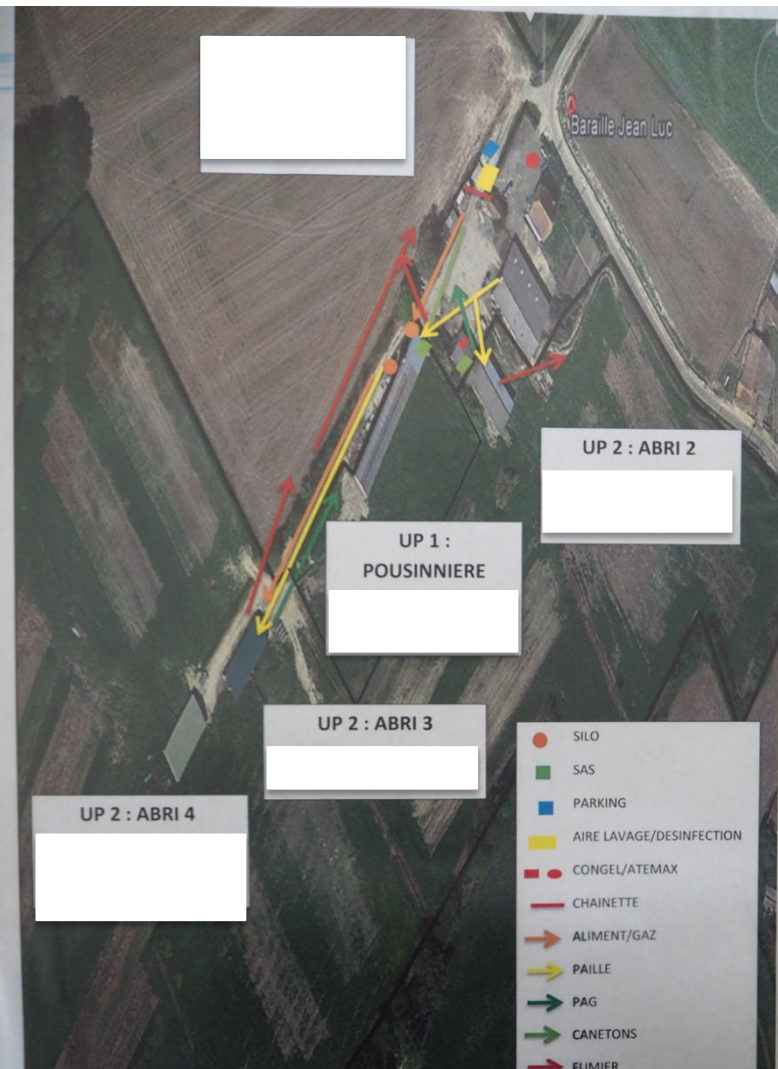 Baraille Jean Luc
UP 2 : ABRI 2
UP 1 :
POUSINNIERE
UP 2 : ABRI 3
UP 2 : ABRI 4
SILO
SAS
PARKING
AIRE LAVAGE/DESINFECTION
CONGEL/ATEMAX
CHAINETTE
ALIMENT/GAZ
PAILLE
PAG
CANETONS
FUMIER